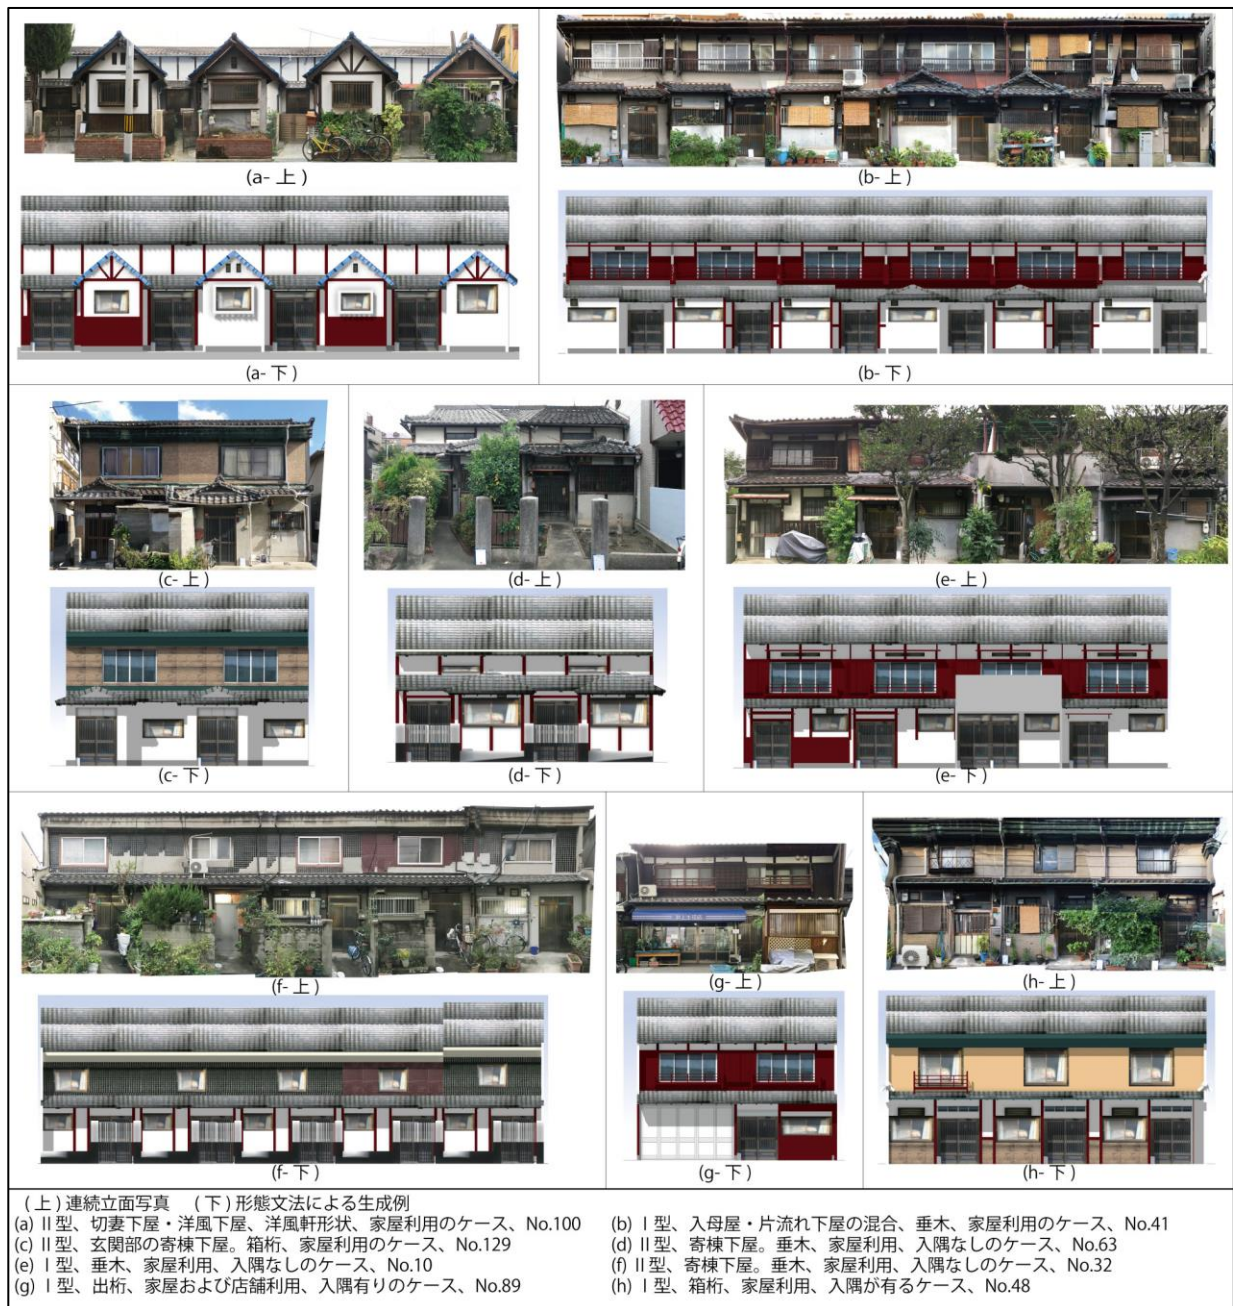 (a- 上 )
(b- 上 )
(a- 下 )
(b- 下 )
(c- 上 )
(d- 上 )
(e- 上 )
(c- 下 )
(d- 下 )
(e- 下 )
(f- 上 )
(g- 上 )
(h- 上 )
(f- 下 )
(g- 下 )
(h- 下 )
( 上 ) 連続立面写真 ( 下 ) 形態文法による生成例
(a) Ⅱ型、切妻下屋・洋風下屋、洋風軒形状、家屋利用のケース、No.100
(b) Ⅰ型、入母屋・片流れ下屋の混合、垂木、家屋利用のケース、No.41
(c) Ⅱ型、玄関部の寄棟下屋。箱桁、家屋利用のケース、No.129
(d) Ⅱ型、寄棟下屋。垂木、家屋利用、入隅なしのケース、No.63
(e) Ⅰ型、垂木、家屋利用、入隅なしのケース、No.10
(f) Ⅱ型、寄棟下屋。垂木、家屋利用、入隅なしのケース、No.32
(g) Ⅰ型、出桁、家屋および店舗利用、入隅有りのケース、No.89
(h) Ⅰ型、箱桁、家屋利用、入隅が有るケース、No.48